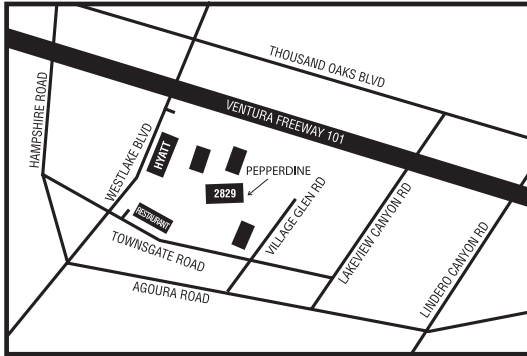 THOUSAND OAKS BLVD
HAMPSHIRE ROAD
VENTURA FREEWAY 101
WESTLAKE BLVD
HYATT
PEPPERDINE
2829
VILLAGE GLEN RD
RESTAURANT
LAKEVIEW CANYON RD
LINDERO CANYON RD
TOWNSGATE ROAD
AGOURA ROAD